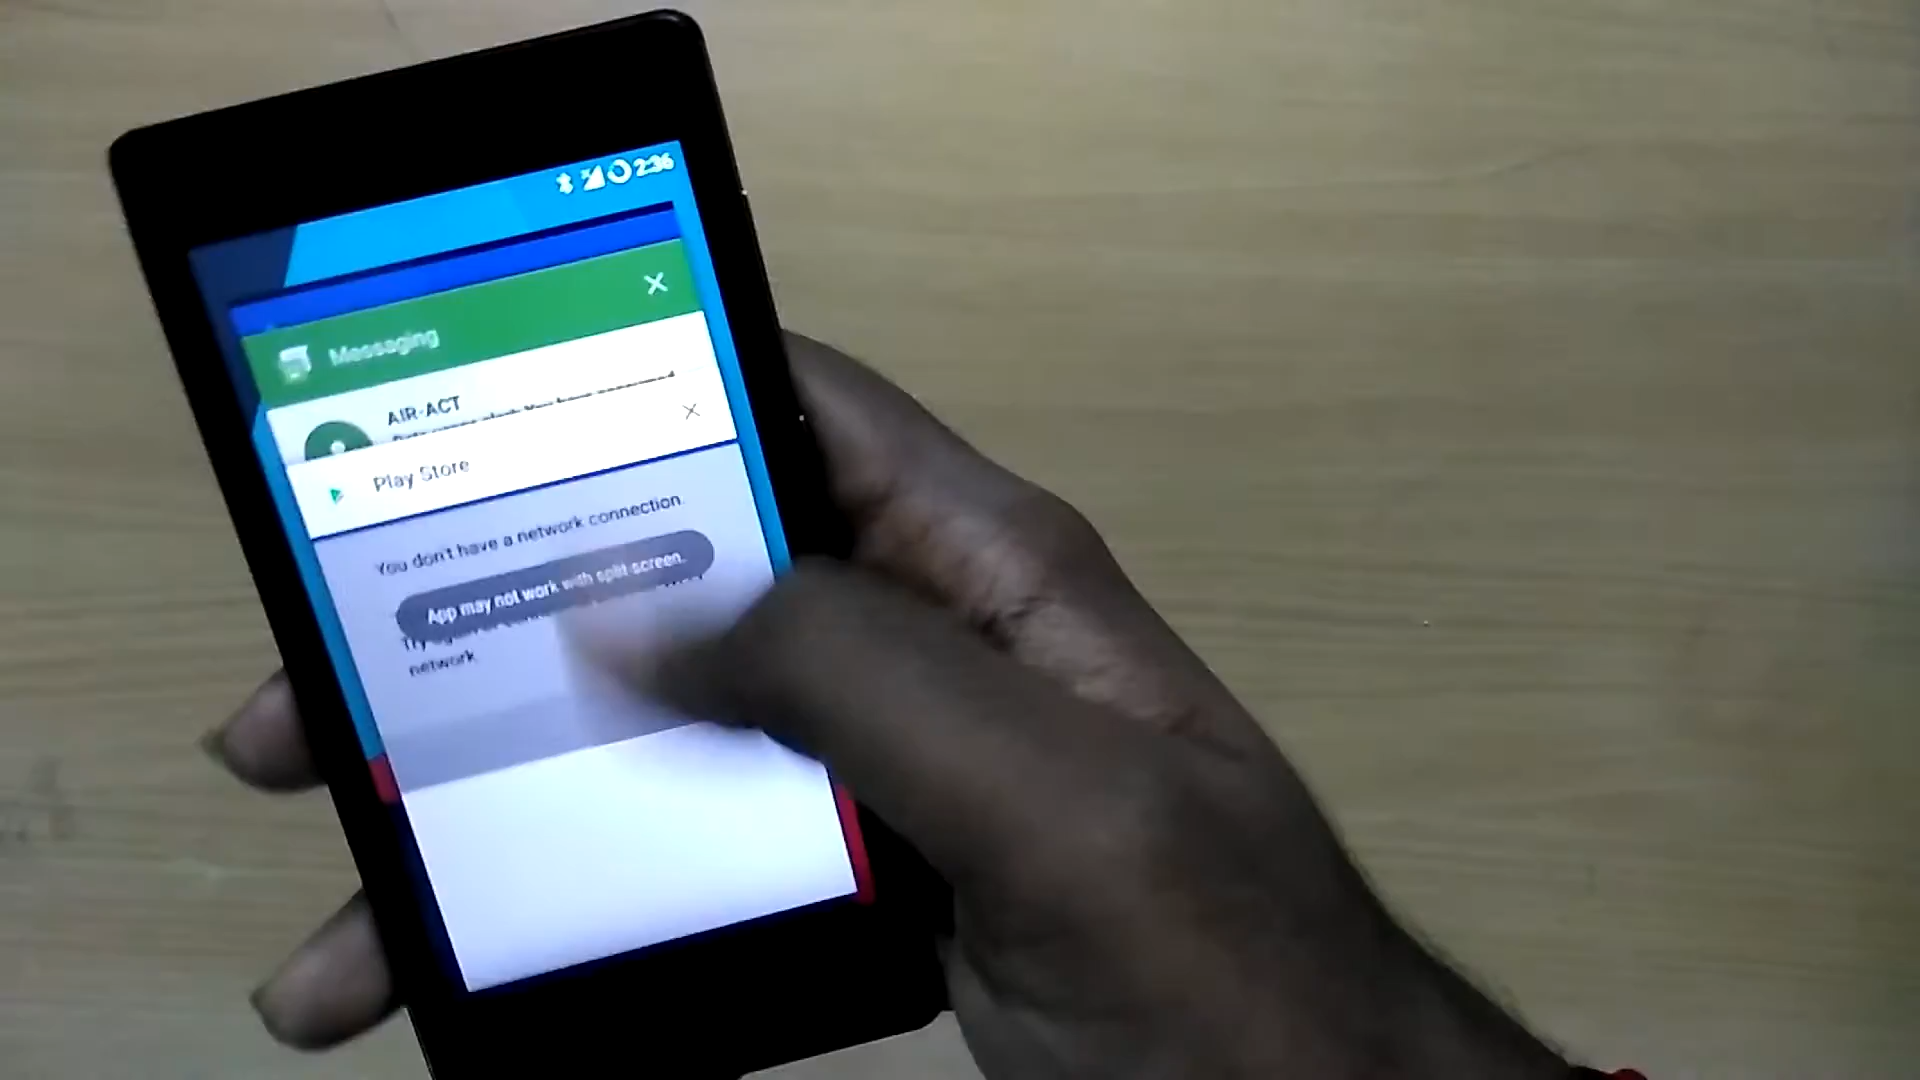 2:36
Messaging
AIR-ACT
Play Store
You don't have a network connection.
App may not work with split-screen.
Try
network.